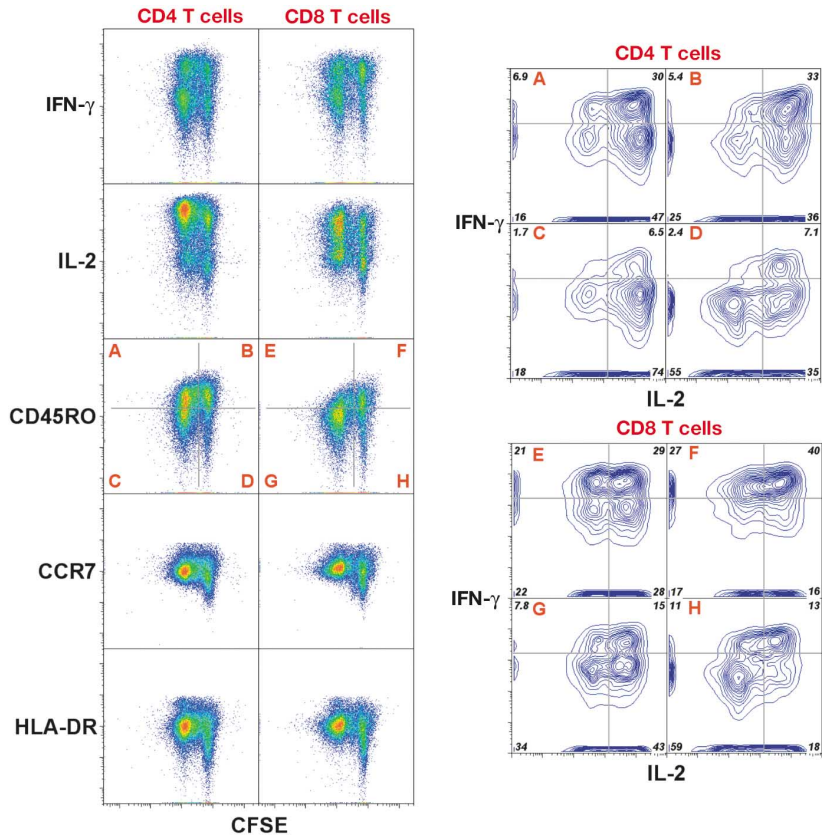 CD4 T cells CD8 T cells
IFN-γ
IL-2
A B E F
CD45RO
C D G H
CCR7
HLA-DR
CFSE
CD4 T cells
6.9 A 30 5.4 B 33
IFN-γ
16 47 25 36
1.7 C 6.5 2.4 D 7.1
18 74 55 35
IL-2
CD8 T cells
21 E 29 27 F 40
22 28 17 16
IFN-γ
7.8 G 15 11 H 13
34 43 59 18
IL-2